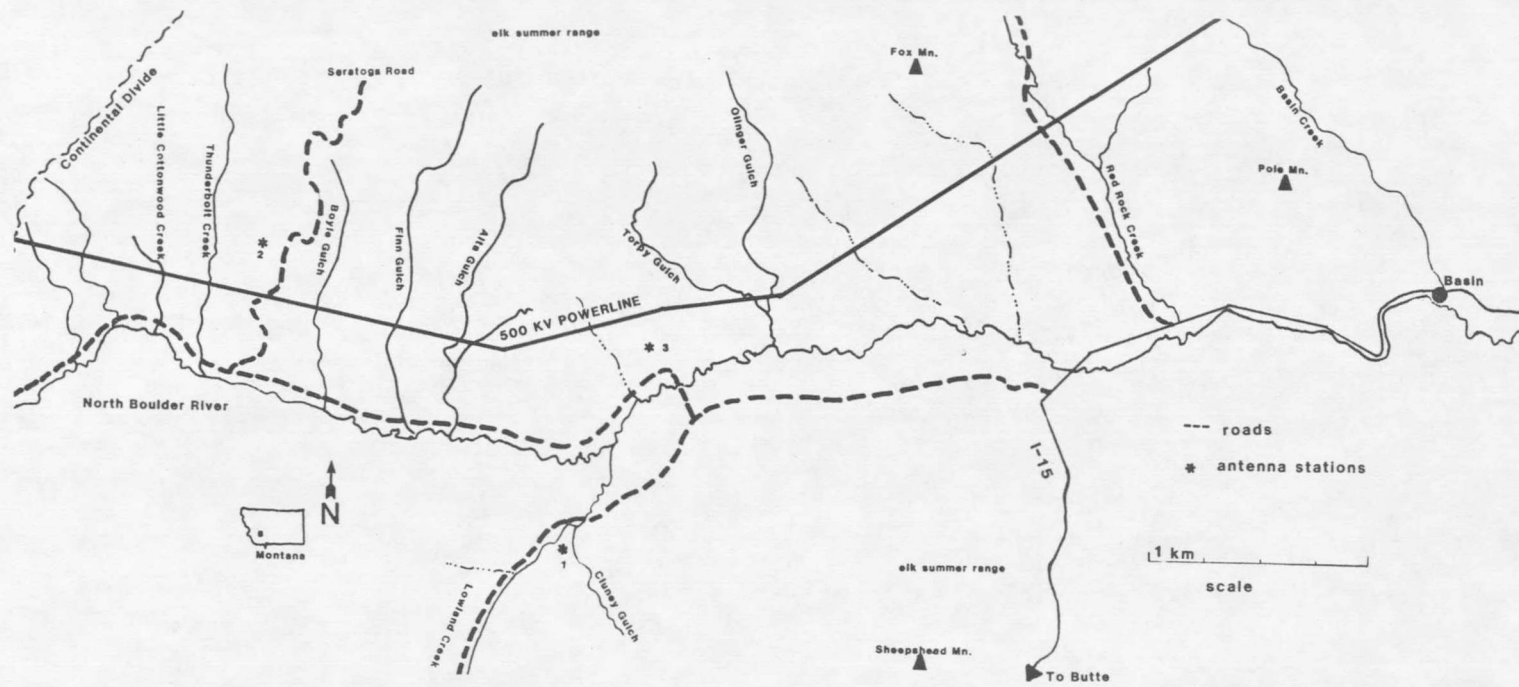 elk summer range
Fox Mn.
Seratoga Road
Continental Divide
Little Cottonwood Creek
Thunderbolt Creek
Olinger Gulch
Basin Creek
Pole Mn.
Red Rock Creek
Boyle Gulch
Finn Gulch
Alta Gulch
Torpy Gulch
2
Basin
500 KV POWERLINE
3
North Boulder River
roads
antenna stations
I-15
N
Montana
1
1 km
scale
elk summer range
Cluney Gulch
Lowland Creek
Sheepshead Mn.
To Butte